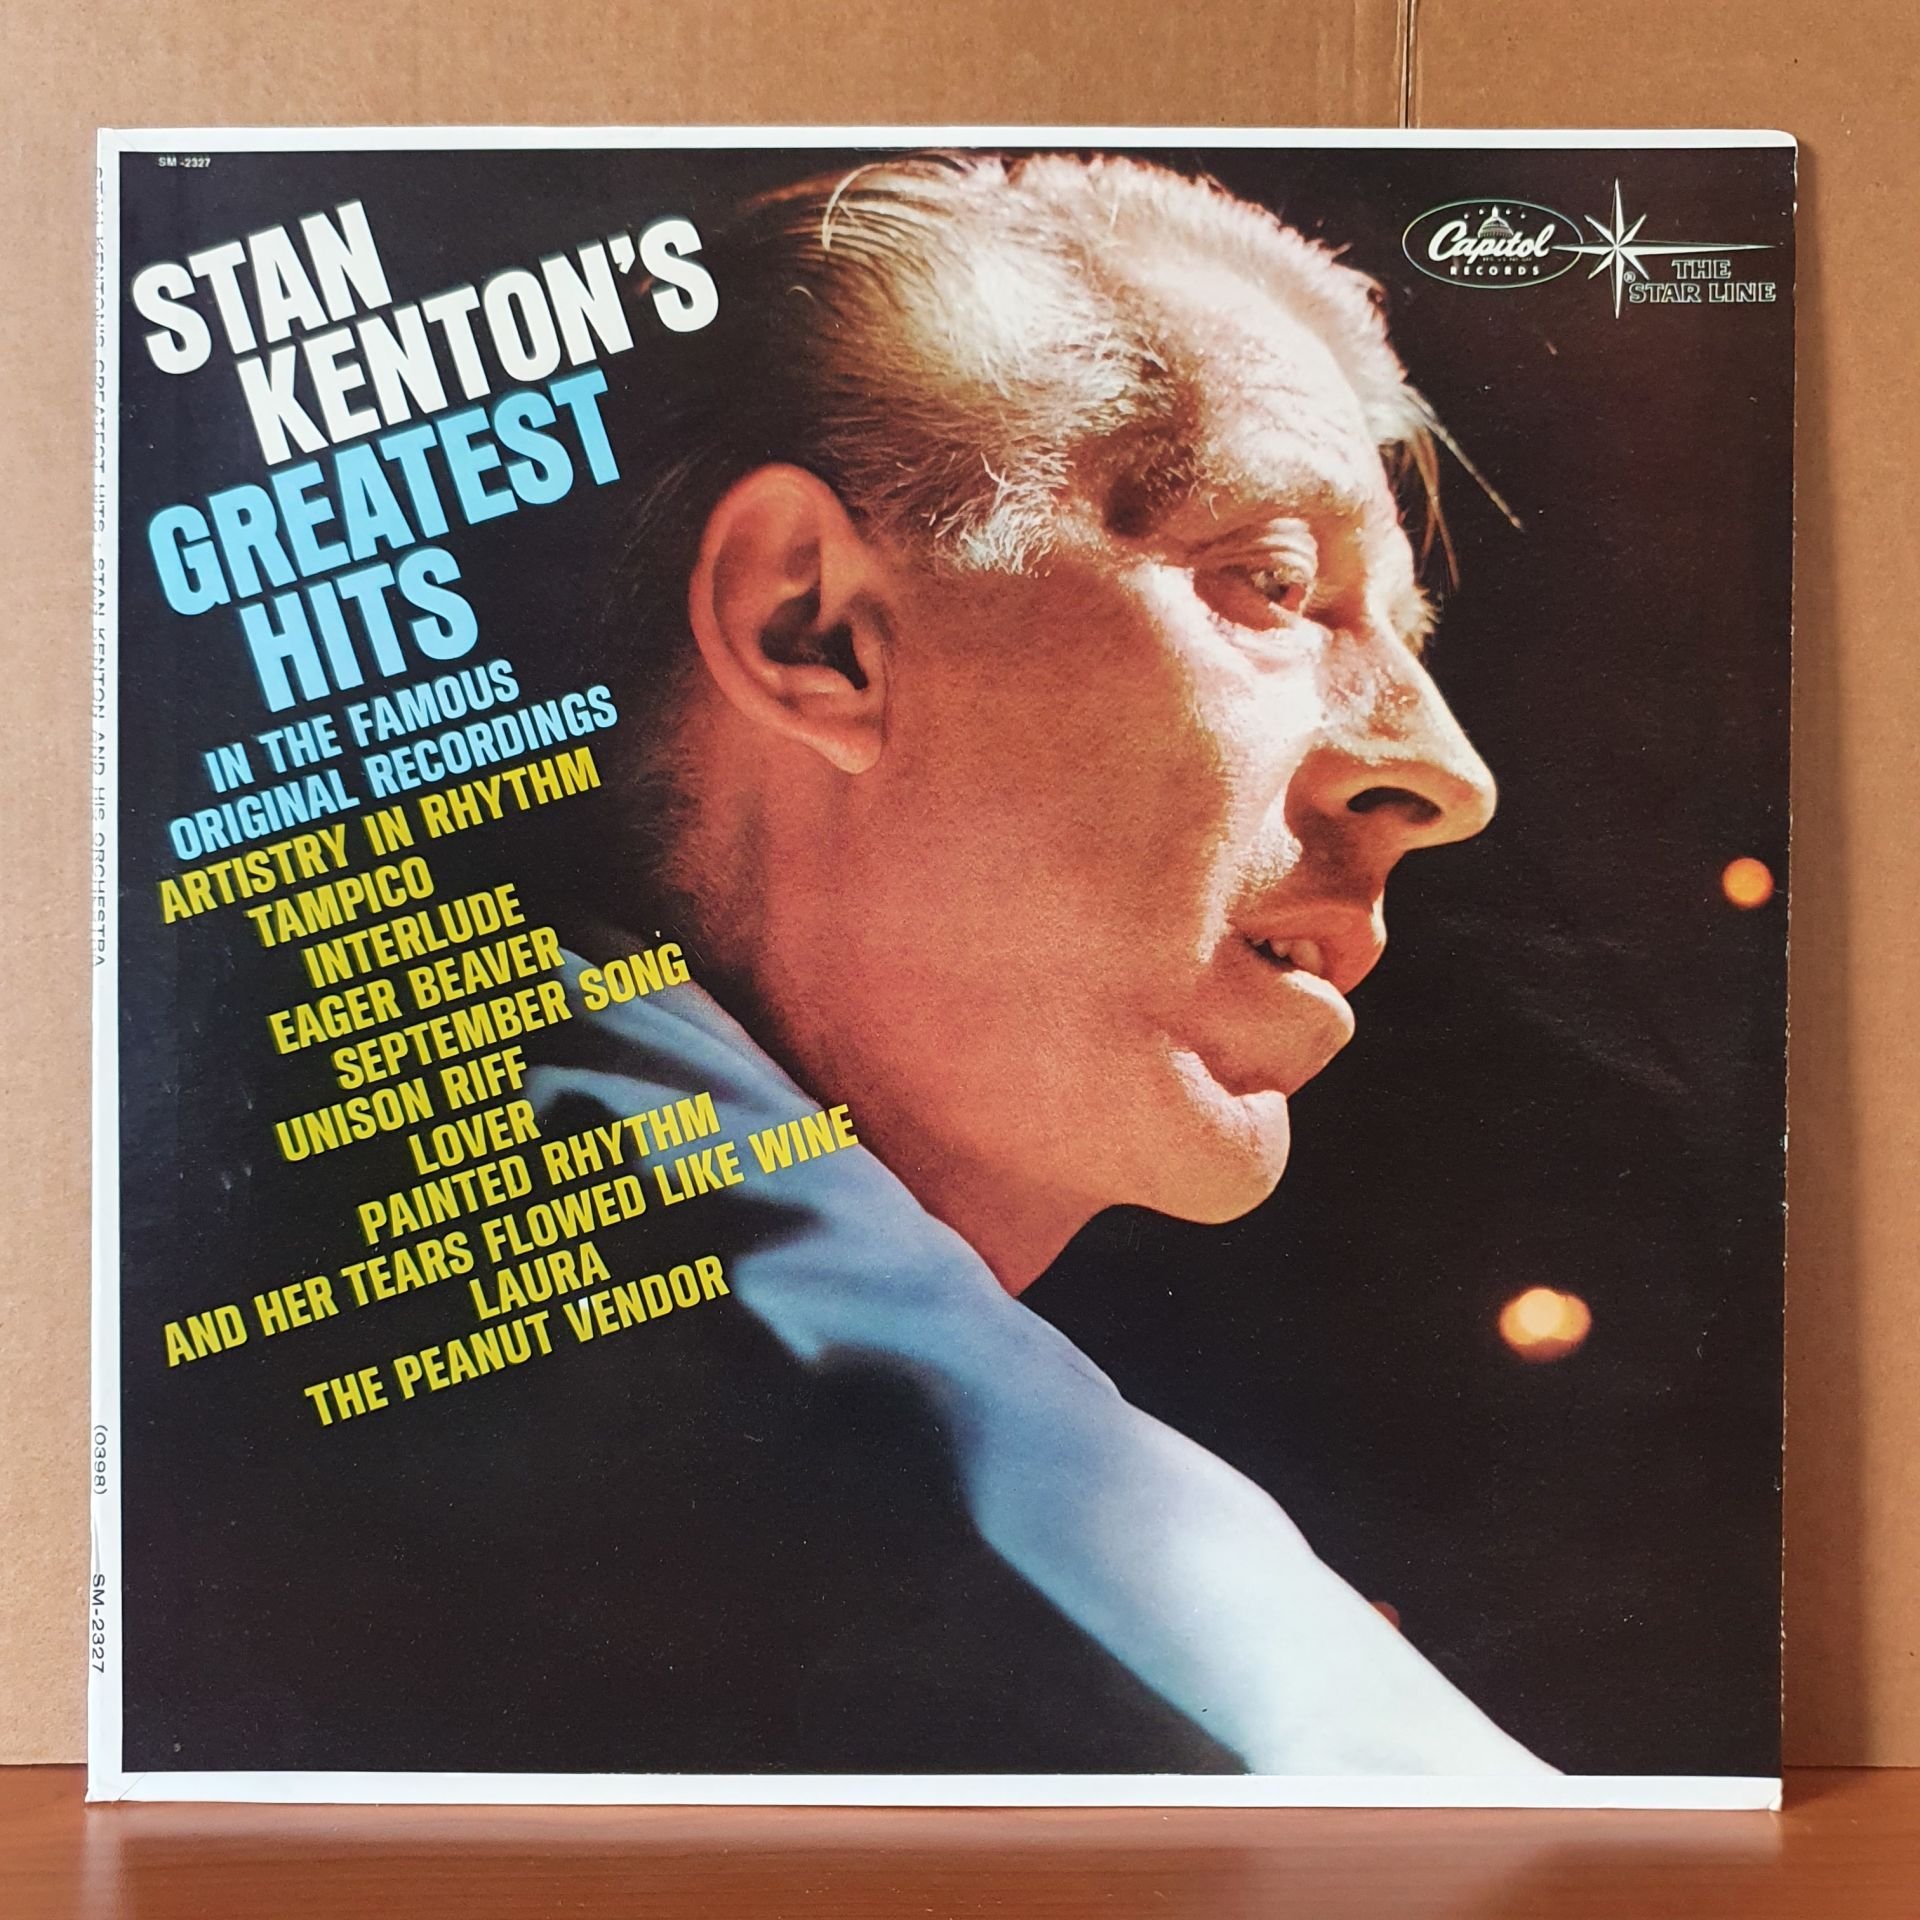 SM-2327
STAN
KENTON'S
GREATEST
HITS
IN THE FAMOUS
ORIGINAL RECORDINGS
ARTISTRY IN RHYTHM
TAMPICO
INTERLUDE
EAGER BEAVER
SEPTEMBER SONG
UNISON RIFF
LOVER
PAINTED RHYTHM
AND HER TEARS FLOWED LIKE WINE
LAURA
THE PEANUT VENDOR
Capitol
RECORDS
®
THE
STAR LINE
STAN KENTON'S GREATEST HITS · STAN KENTON AND HIS ORCHESTRA (0398) SM-2327